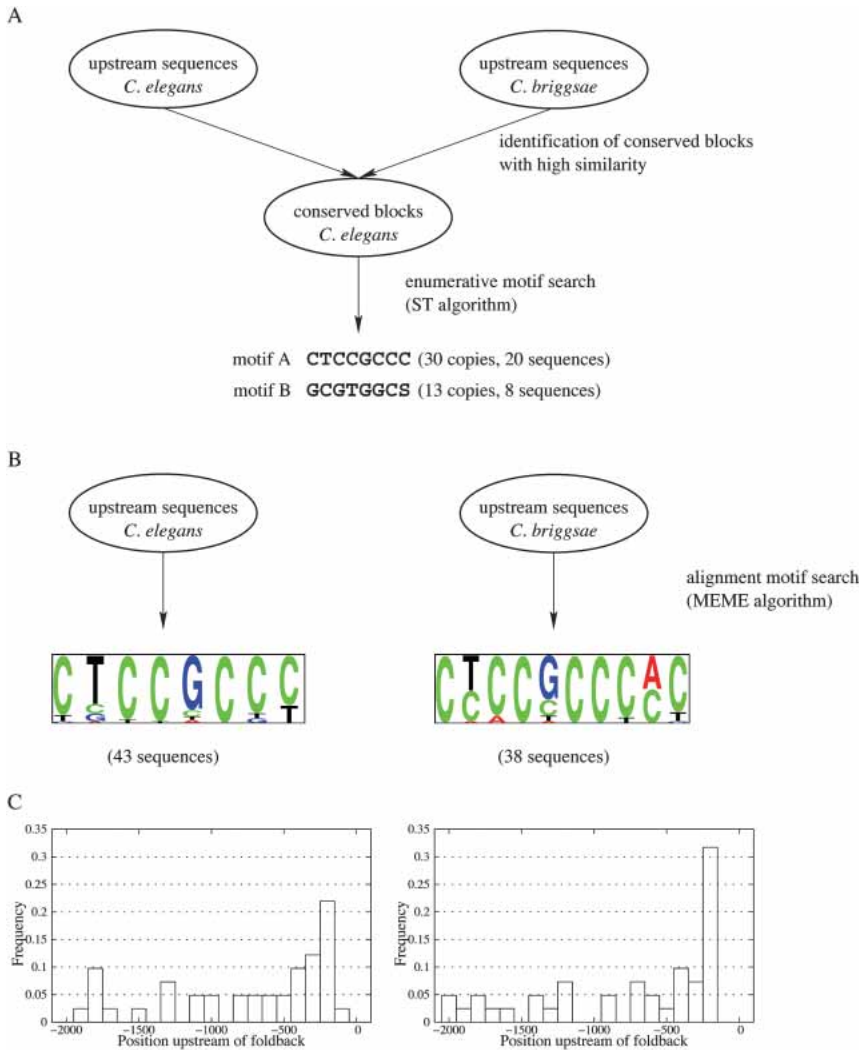 A
upstream sequences
C. elegans
upstream sequences
C. briggsae
identification of conserved blocks
with high similarity
conserved blocks
C. elegans
enumerative motif search
(ST algorithm)
motif A CTCCGCCC (30 copies, 20 sequences)
motif B GCGTGGCS (13 copies, 8 sequences)
B
upstream sequences
C. elegans
upstream sequences
C. briggsae
alignment motif search
(MEME algorithm)
CTCCGCCC
CTCCGCCCAC
(43 sequences)
(38 sequences)
C
0.35
0.3
0.25
0.2
0.15
0.1
0.05
0
Frequency
−2000 −1500 −1000 −500 0
Position upstream of foldback
0.35
0.3
0.25
0.2
0.15
0.1
0.05
0
Frequency
−2000 −1500 −1000 −500 0
Position upstream of foldback